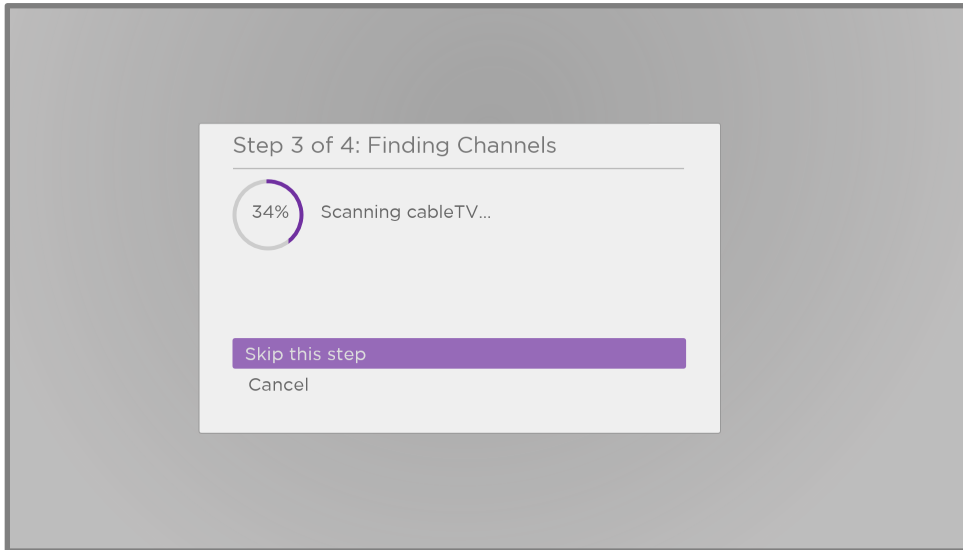 Step 3 of 4: Finding Channels
34%
Scanning cableTV...
Skip this step
Cancel